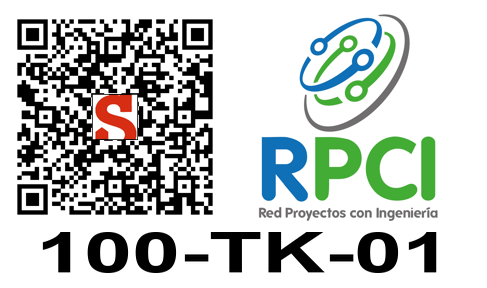 S
RPCI
Red Proyectos con Ingeniería
100-TK-01